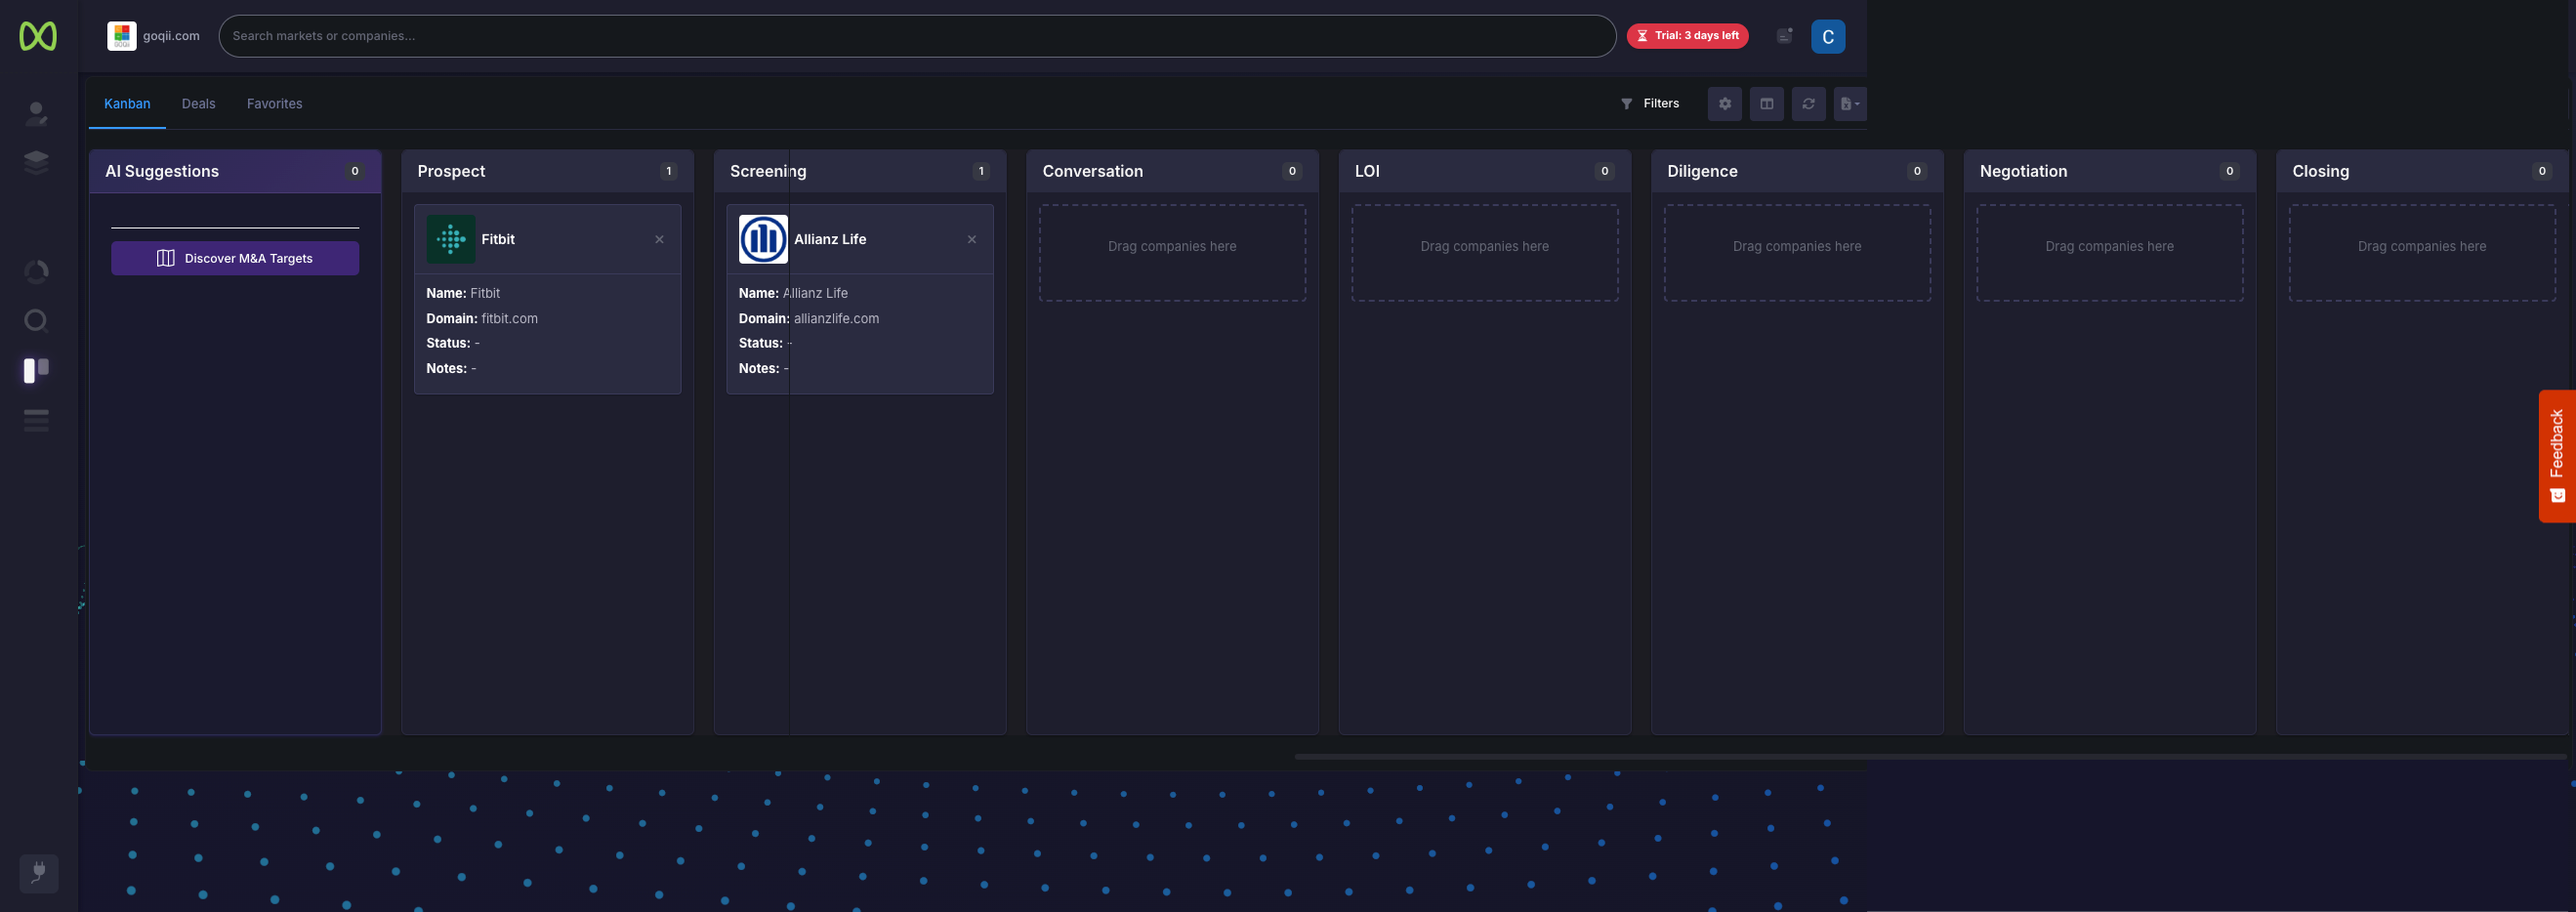 goqii.com
Search markets or companies...
Trial: 3 days left
C
Kanban
Deals
Favorites
Filters
AI Suggestions
0
Discover M&A Targets
Prospect
1
Fitbit
Name: Fitbit
Domain: fitbit.com
Status: -
Notes: -
Screening
1
Allianz Life
Name: Allianz Life
Domain: allianzlife.com
Status: -
Notes: -
Conversation
0
Drag companies here
LOI
0
Drag companies here
Diligence
0
Drag companies here
Negotiation
0
Drag companies here
Closing
0
Drag companies here
Feedback